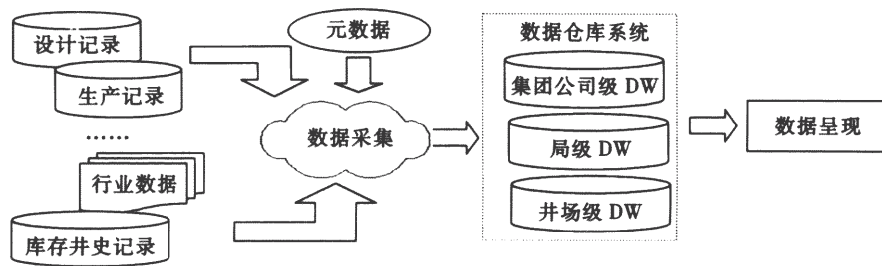 设计记录
生产记录
……
行业数据
库存井史记录
元数据
数据采集
数据仓库系统
集团公司级 DW
局级 DW
井场级 DW
数据呈现